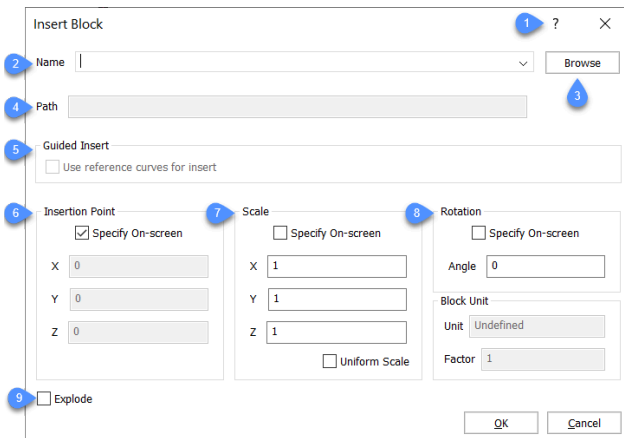 Insert Block 1 ?
2 Name Browse
3
4 Path
5 Guided Insert
Use reference curves for insert
6 Insertion Point 7 Scale 8 Rotation
Specify On-screen Specify On-screen Specify On-screen
X 0 X 1 Angle 0
Y 0 Y 1 Block Unit
Z 0 Z 1 Unit Undefined
Uniform Scale Factor 1
9 Explode
OK Cancel